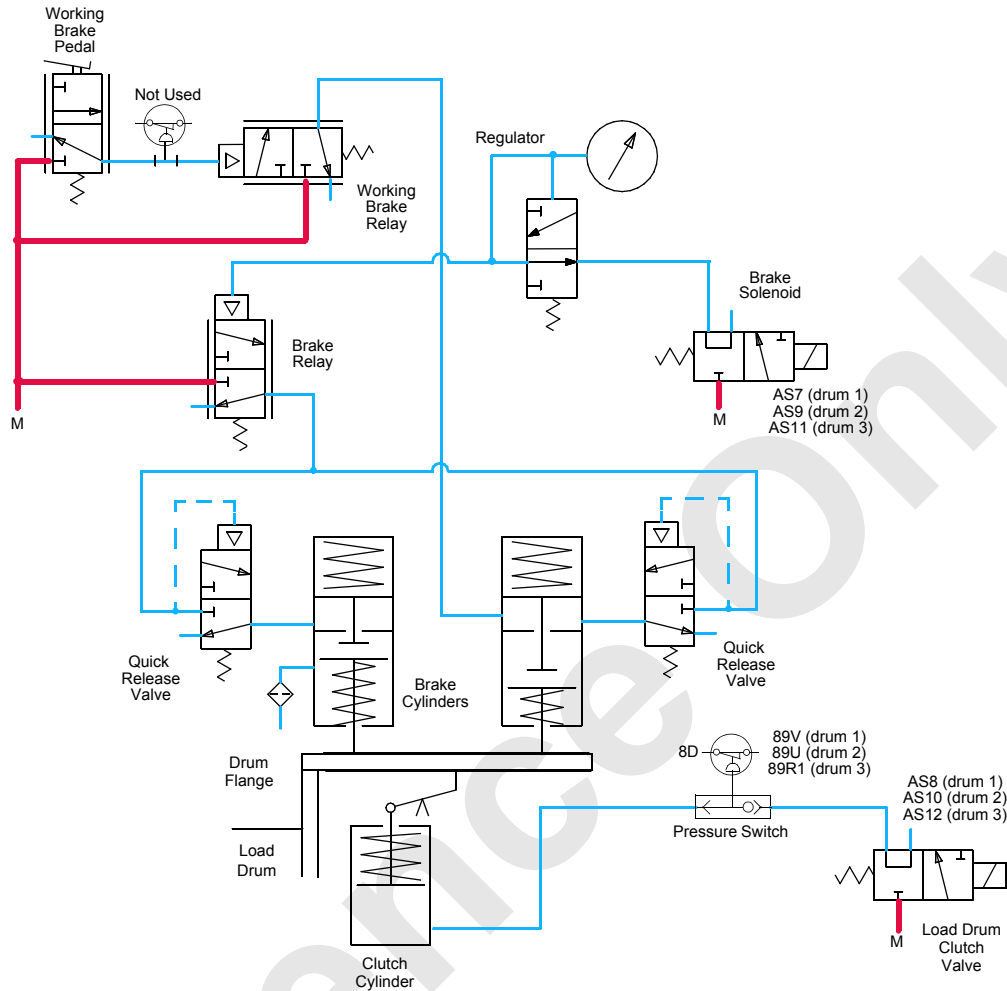 Working
Brake
Pedal
Not Used
Regulator
Working
Brake
Relay
Brake
Solenoid
Brake
Relay
AS7 (drum 1)
AS9 (drum 2)
AS11 (drum 3)
M
M
Quick
Release
Valve
Brake
Cylinders
Quick
Release
Valve
Drum
Flange
8D
89V (drum 1)
89U (drum 2)
89R1 (drum 3)
AS8 (drum 1)
AS10 (drum 2)
AS12 (drum 3)
Pressure Switch
Load
Drum
M
Load Drum
Clutch
Valve
Clutch
Cylinder
ence Only